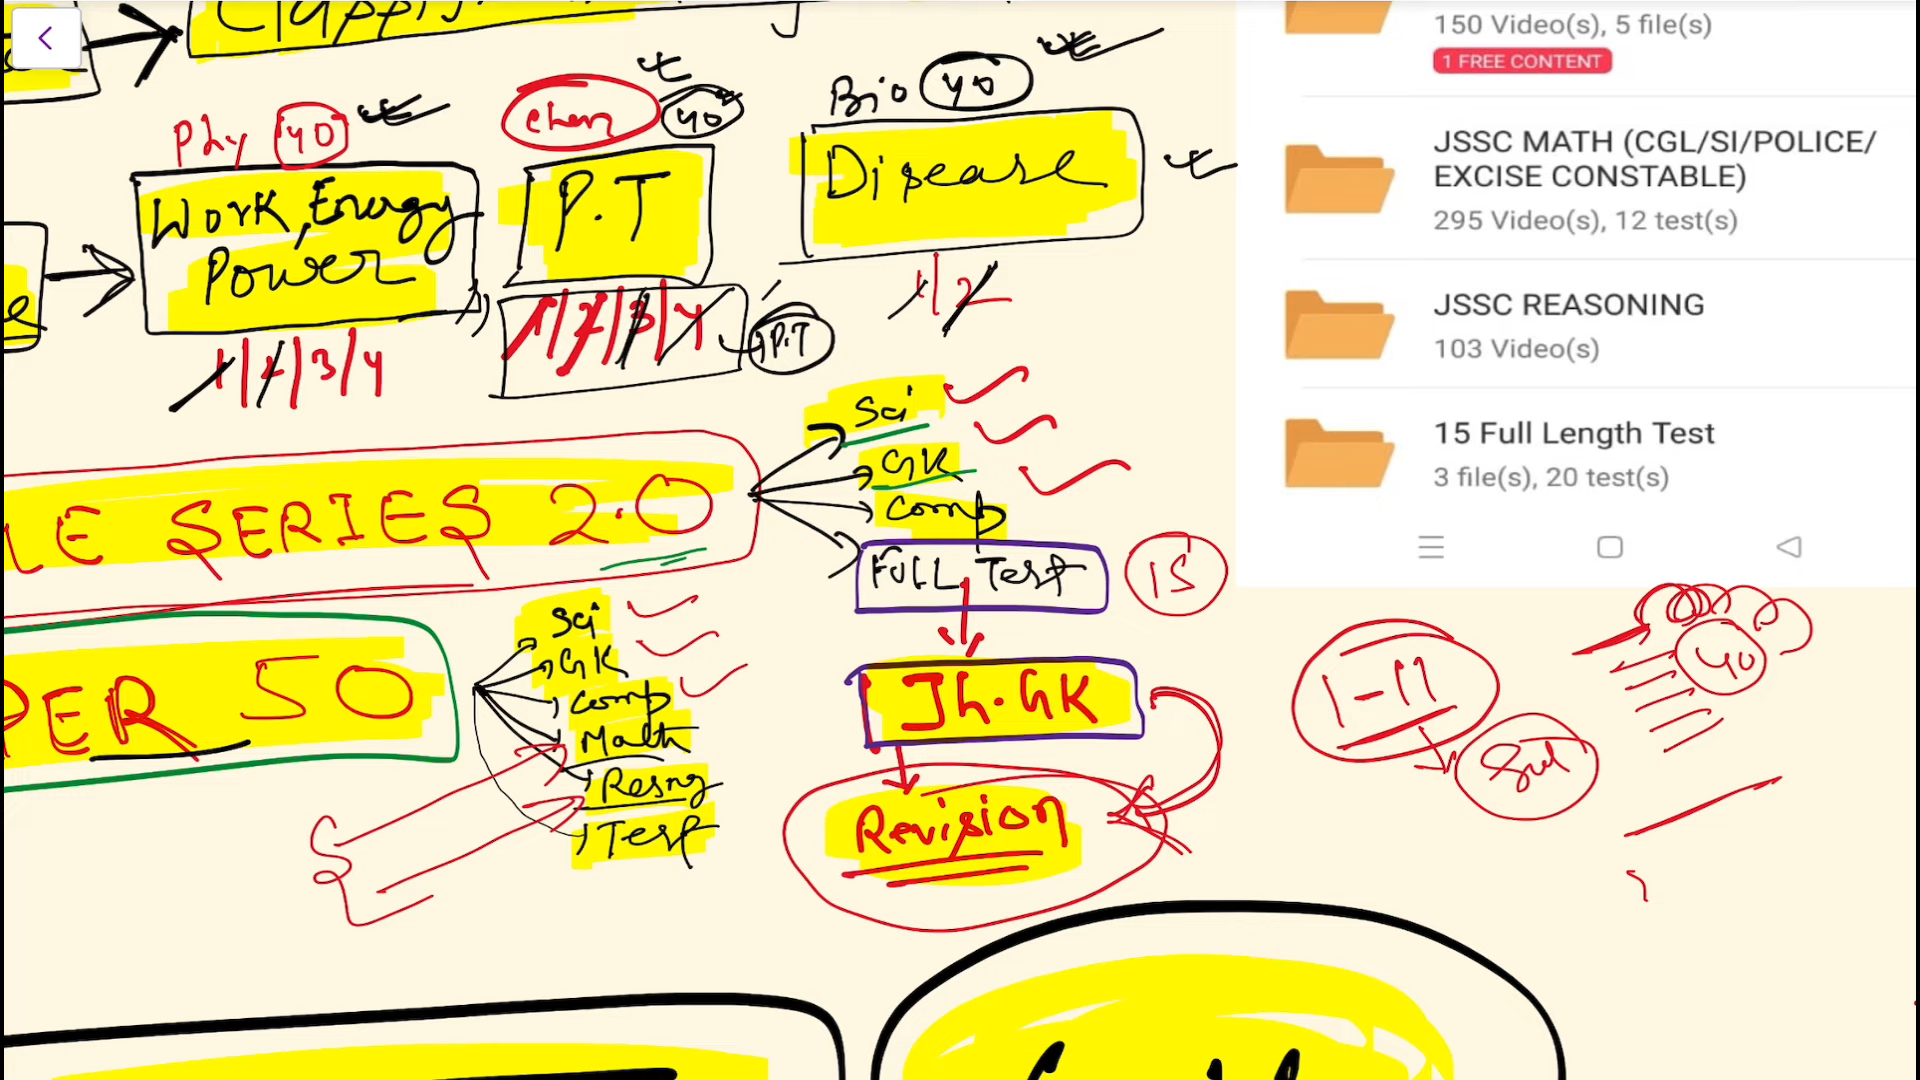 Phy 40
Work, Energy,
Power
1/2/3/4
Chem 40
P.T
1/2/3/4
P.T
Bio 40
Disease
1/2
LE SERIES 2.0
Sci
GK
Comp
FULL Test
15
Jh.GK
Revision
PER 50
Sci
GK
Comp
Math
Resng
Test
40
150 Video(s), 5 file(s)
1 FREE CONTENT
JSSC MATH (CGL/SI/POLICE/
EXCISE CONSTABLE)
295 Video(s), 12 test(s)
JSSC REASONING
103 Video(s)
15 Full Length Test
3 file(s), 20 test(s)